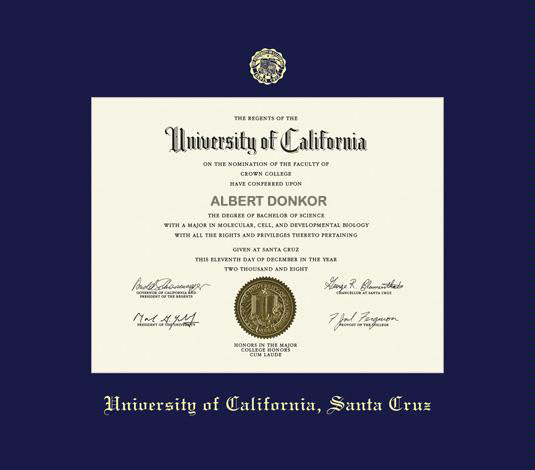 THE REGENTS OF THE
University of California
ON THE NOMINATION OF THE FACULTY OF
CROWN COLLEGE
HAVE CONFERRED UPON
ALBERT DONKOR
THE DEGREE OF BACHELOR OF SCIENCE
WITH A MAJOR IN MOLECULAR, CELL, AND DEVELOPMENTAL BIOLOGY
WITH ALL THE RIGHTS AND PRIVILEGES THERETO PERTAINING
GIVEN AT SANTA CRUZ
THIS ELEVENTH DAY OF DECEMBER IN THE YEAR
TWO THOUSAND AND EIGHT
GOVERNOR OF CALIFORNIA AND
PRESIDENT OF THE REGENTS
George R. Blumenthal
CHANCELLOR AT SANTA CRUZ
PRESIDENT OF THE UNIVERSITY
F Joel Ferguson
PROVOST OF THE COLLEGE
HONORS IN THE MAJOR
COLLEGE HONORS
CUM LAUDE
University of California, Santa Cruz